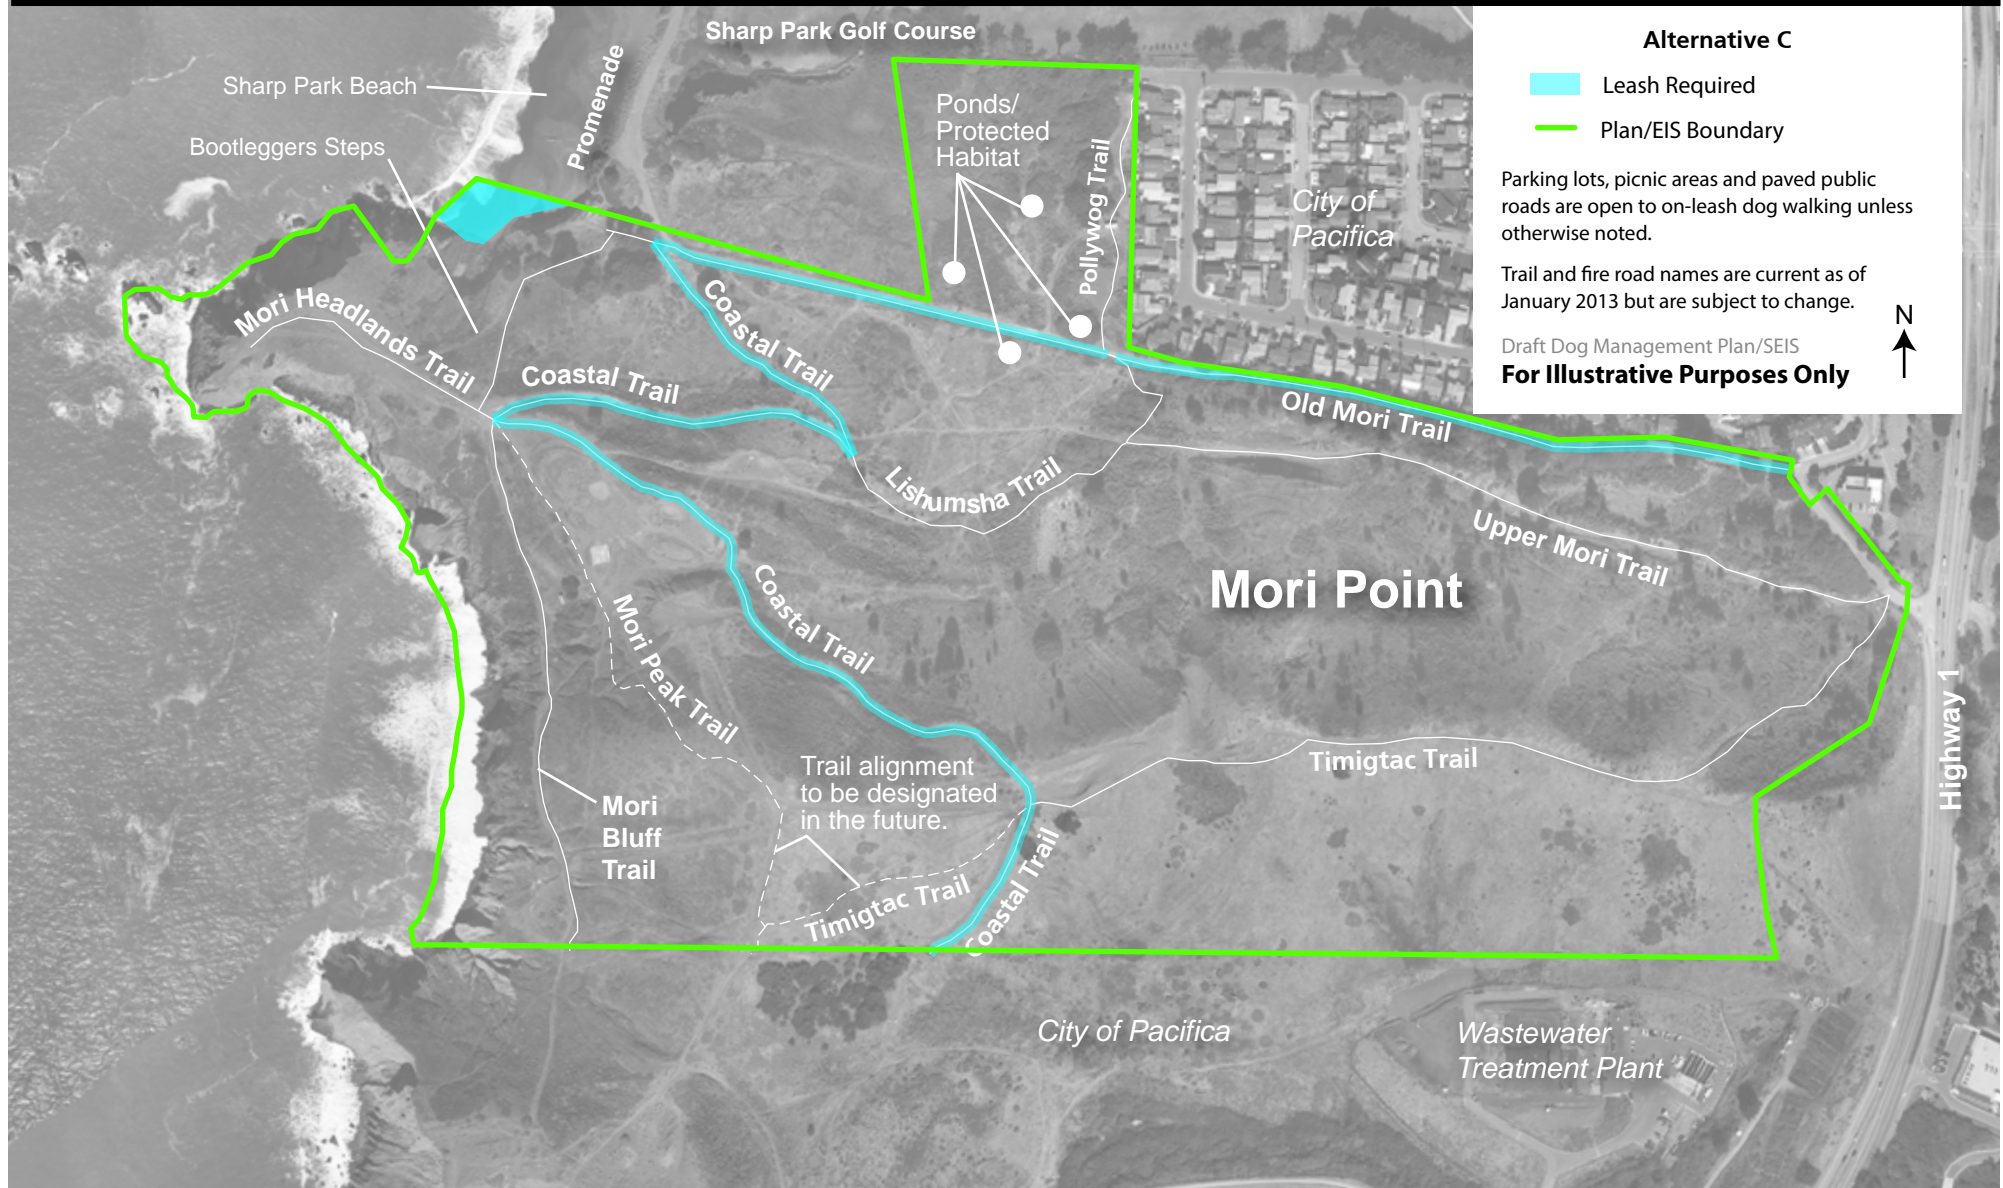 Sharp Park Golf Course
Sharp Park Beach
Promenade
Bootleggers Steps
Ponds/
Protected
Habitat
Pollywog Trail
City of
Pacifica
Alternative C
Leash Required
Plan/EIS Boundary
Parking lots, picnic areas and paved public
roads are open to on-leash dog walking unless
otherwise noted.
Trail and fire road names are current as of
January 2013 but are subject to change.
N
Draft Dog Management Plan/SEIS
For Illustrative Purposes Only
Mori Headlands Trail
Coastal Trail
Coastal Trail
Old Mori Trail
Lishumsha Trail
Upper Mori Trail
Mori Point
Coastal Trail
Mori Peak Trail
Highway 1
Timigtac Trail
Trail alignment
to be designated
in the future.
Mori
Bluff
Trail
Timigtac Trail
Coastal Trail
City of Pacifica
Wastewater
Treatment Plant